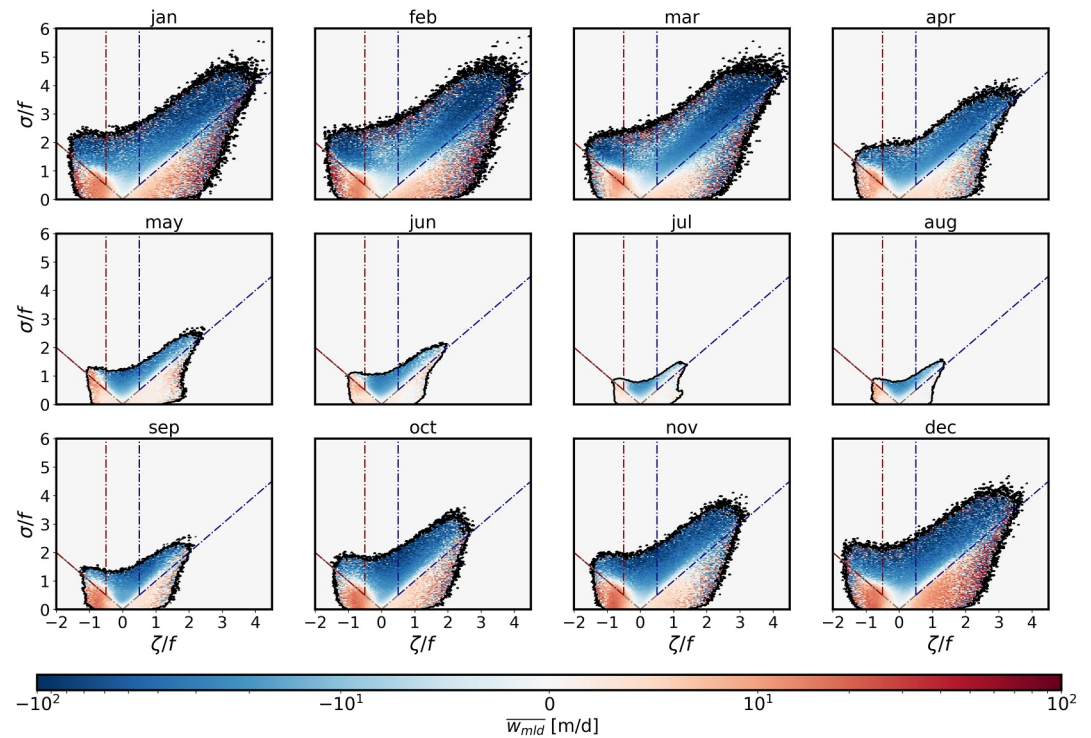 jan feb mar apr
6
5
4
3
2
1
0
σ/f
may jun jul aug
6
5
4
3
2
1
0
σ/f
sep oct nov dec
6
5
4
3
2
1
0
σ/f
−2 −1 0 1 2 3 4 −2 −1 0 1 2 3 4 −2 −1 0 1 2 3 4 −2 −1 0 1 2 3 4
ζ/f ζ/f ζ/f ζ/f
−10² −10¹ 0 10¹ 10²
w_mld [m/d]